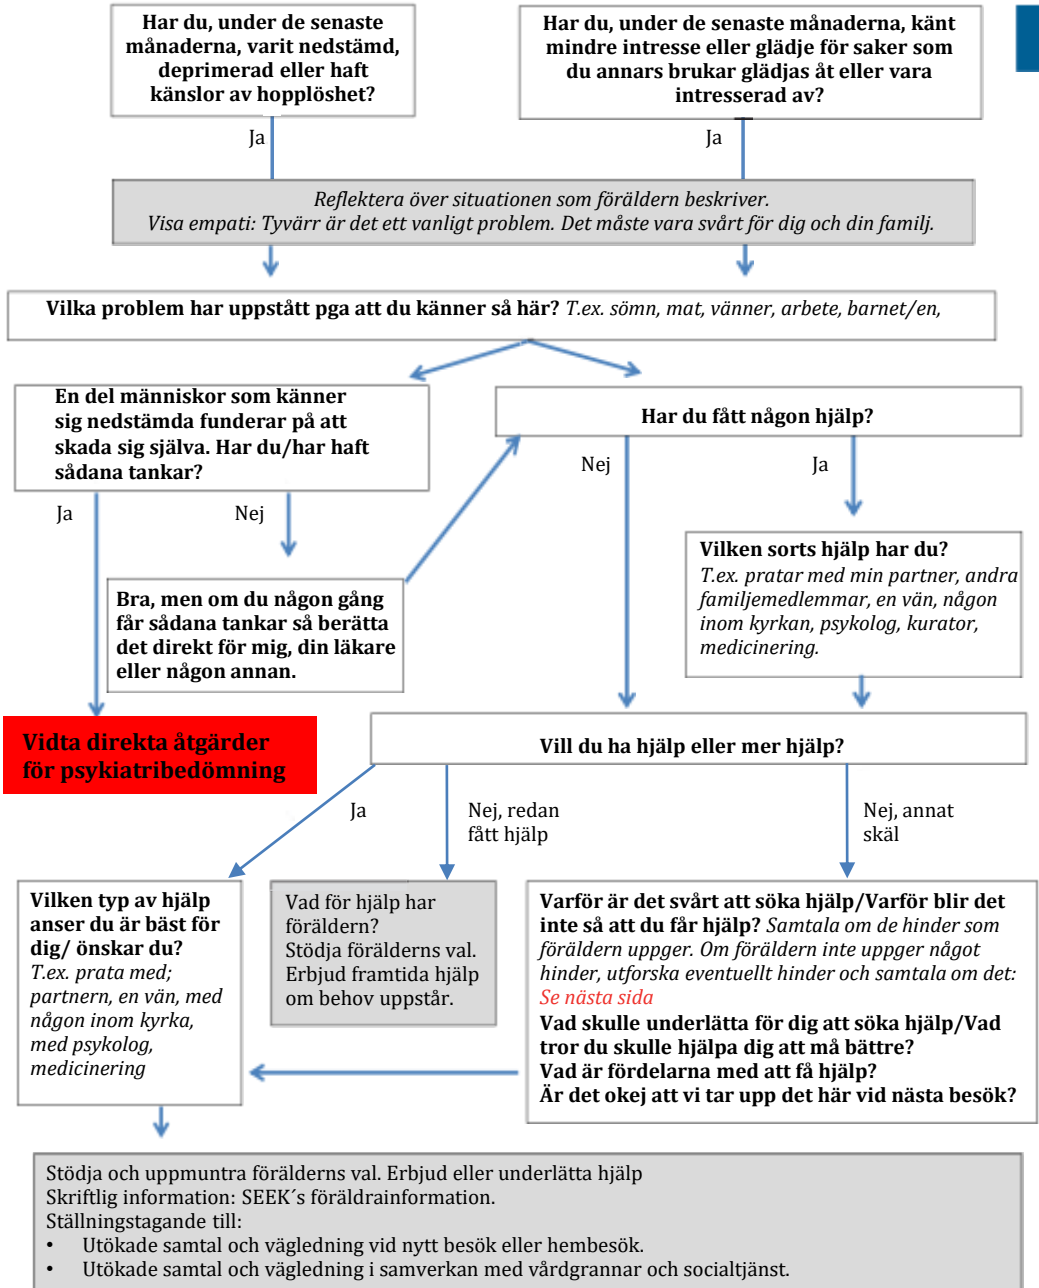 Har du, under de senaste
månaderna, varit nedstämd,
deprimerad eller haft
känslor av hopplöshet?
Har du, under de senaste månaderna, känt
mindre intresse eller glädje för saker som
du annars brukar glädjas åt eller vara
intresserad av?
Ja
Ja
Reflektera över situationen som föräldern beskriver.
Visa empati: Tyvärr är det ett vanligt problem. Det måste vara svårt för dig och din familj.
Vilka problem har uppstått pga att du känner så här? T.ex. sömn, mat, vänner, arbete, barnet/en,
En del människor som känner
sig nedstämda funderar på att
skada sig själva. Har du/har haft
sådana tankar?
Har du fått någon hjälp?
Ja
Nej
Nej
Ja
Bra, men om du någon gång
får sådana tankar så berätta
det direkt för mig, din läkare
eller någon annan.
Vilken sorts hjälp har du?
T.ex. pratar med min partner, andra
familjemedlemmar, en vän, någon
inom kyrkan, psykolog, kurator,
medicinering.
Vidta direkta åtgärder
för psykiatribedömning
Vill du ha hjälp eller mer hjälp?
Ja
Nej, redan
fått hjälp
Nej, annat
skäl
Vilken typ av hjälp
anser du är bäst för
dig/ önskar du?
T.ex. prata med;
partnern, en vän, med
någon inom kyrka,
med psykolog,
medicinering
Vad för hjälp har
föräldern?
Stödja förälderns val.
Erbjud framtida hjälp
om behov uppstår.
Varför är det svårt att söka hjälp/Varför blir det
inte så att du får hjälp? Samtala om de hinder som
föräldern uppger. Om föräldern inte uppger något
hinder, utforska eventuellt hinder och samtala om det:
Se nästa sida
Vad skulle underlätta för dig att söka hjälp/Vad
tror du skulle hjälpa dig att må bättre?
Vad är fördelarna med att få hjälp?
Är det okej att vi tar upp det här vid nästa besök?
Stödja och uppmuntra förälderns val. Erbjud eller underlätta hjälp
Skriftlig information: SEEK´s föräldrainformation.
Ställningstagande till:
• Utökade samtal och vägledning vid nytt besök eller hembesök.
• Utökade samtal och vägledning i samverkan med vårdgrannar och socialtjänst.